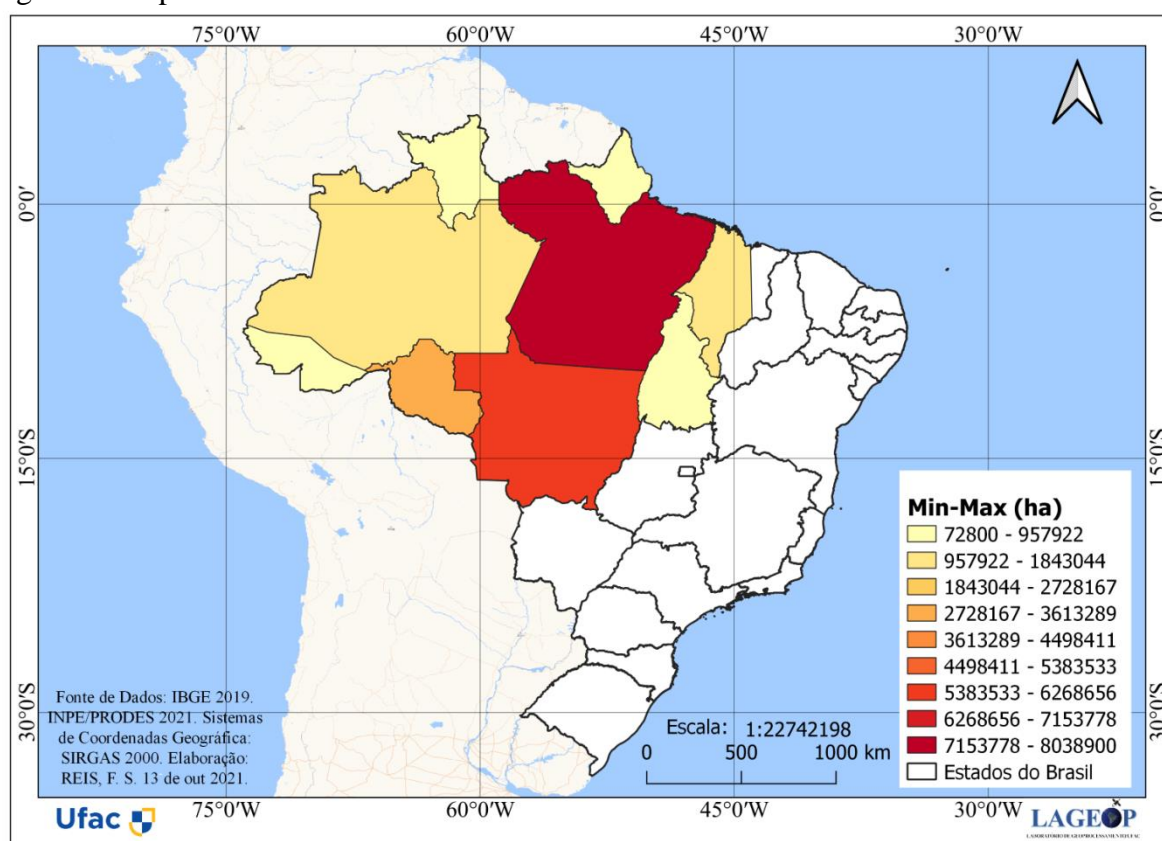 75°0'W 60°0'W 45°0'W 30°0'W
0°0' 0°0'
15°0'S 15°0'S
30°0'S 30°0'S
Min-Max (ha)
72800 - 957922
957922 - 1843044
1843044 - 2728167
2728167 - 3613289
3613289 - 4498411
4498411 - 5383533
5383533 - 6268656
6268656 - 7153778
7153778 - 8038900
Estados do Brasil
Fonte de Dados: IBGE 2019.
INPE/PRODES 2021. Sistemas
de Coordenadas Geográfica:
SIRGAS 2000. Elaboração:
REIS, F. S. 13 de out 2021.
Escala: 1:22742198
0 500 1000 km
75°0'W 60°0'W 45°0'W 30°0'W
Ufac
LAGEOP
LABORATÓRIO DE GEOPROCESSAMENTO/UFAC